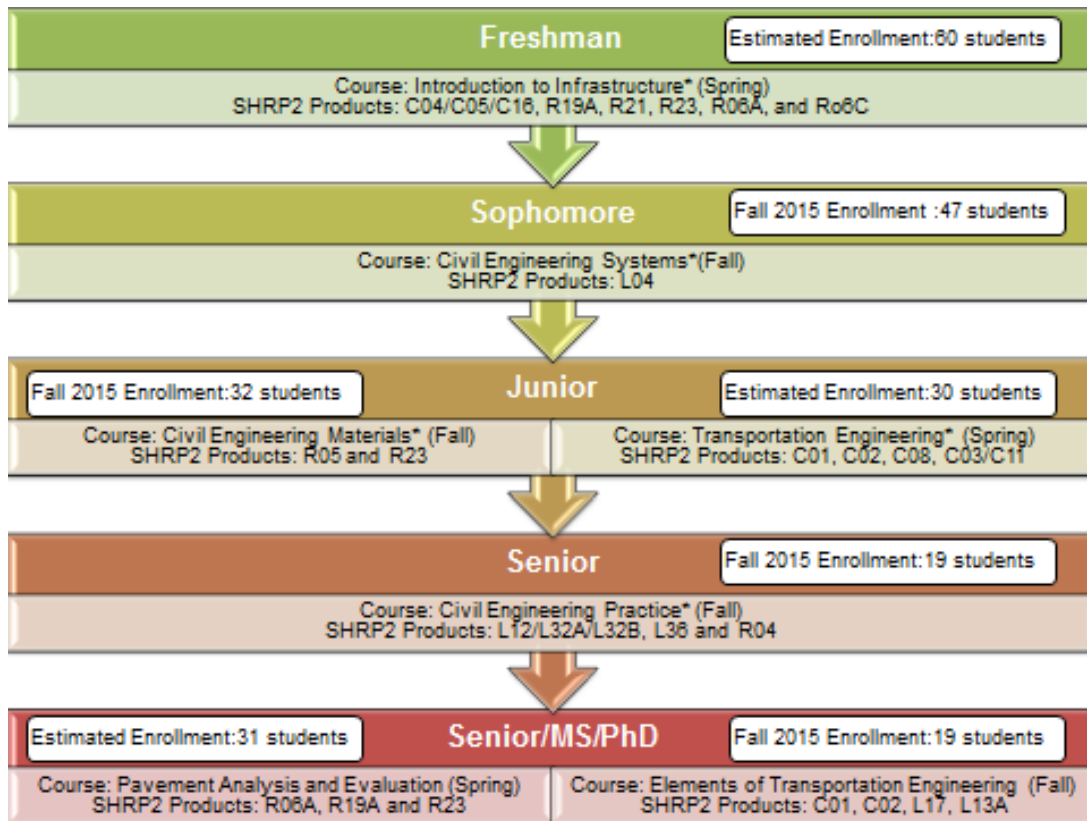 Freshman
Estimated Enrollment:60 students
Course: Introduction to Infrastructure* (Spring)
SHRP2 Products: C04/C05/C16, R19A, R21, R23, R06A, and Ro6C
Sophomore
Fall 2015 Enrollment :47 students
Course: Civil Engineering Systems*(Fall)
SHRP2 Products: L04
Fall 2015 Enrollment:32 students
Junior
Estimated Enrollment:30 students
Course: Civil Engineering Materials* (Fall)
SHRP2 Products: R05 and R23
Course: Transportation Engineering* (Spring)
SHRP2 Products: C01, C02, C08, C03/C11
Senior
Fall 2015 Enrollment:19 students
Course: Civil Engineering Practice* (Fall)
SHRP2 Products: L12/L32A/L32B, L36 and R04
Estimated Enrollment:31 students
Senior/MS/PhD
Fall 2015 Enrollment:19 students
Course: Pavement Analysis and Evaluation (Spring)
SHRP2 Products: R06A, R19A and R23
Course: Elements of Transportation Engineering (Fall)
SHRP2 Products: C01, C02, L17, L13A